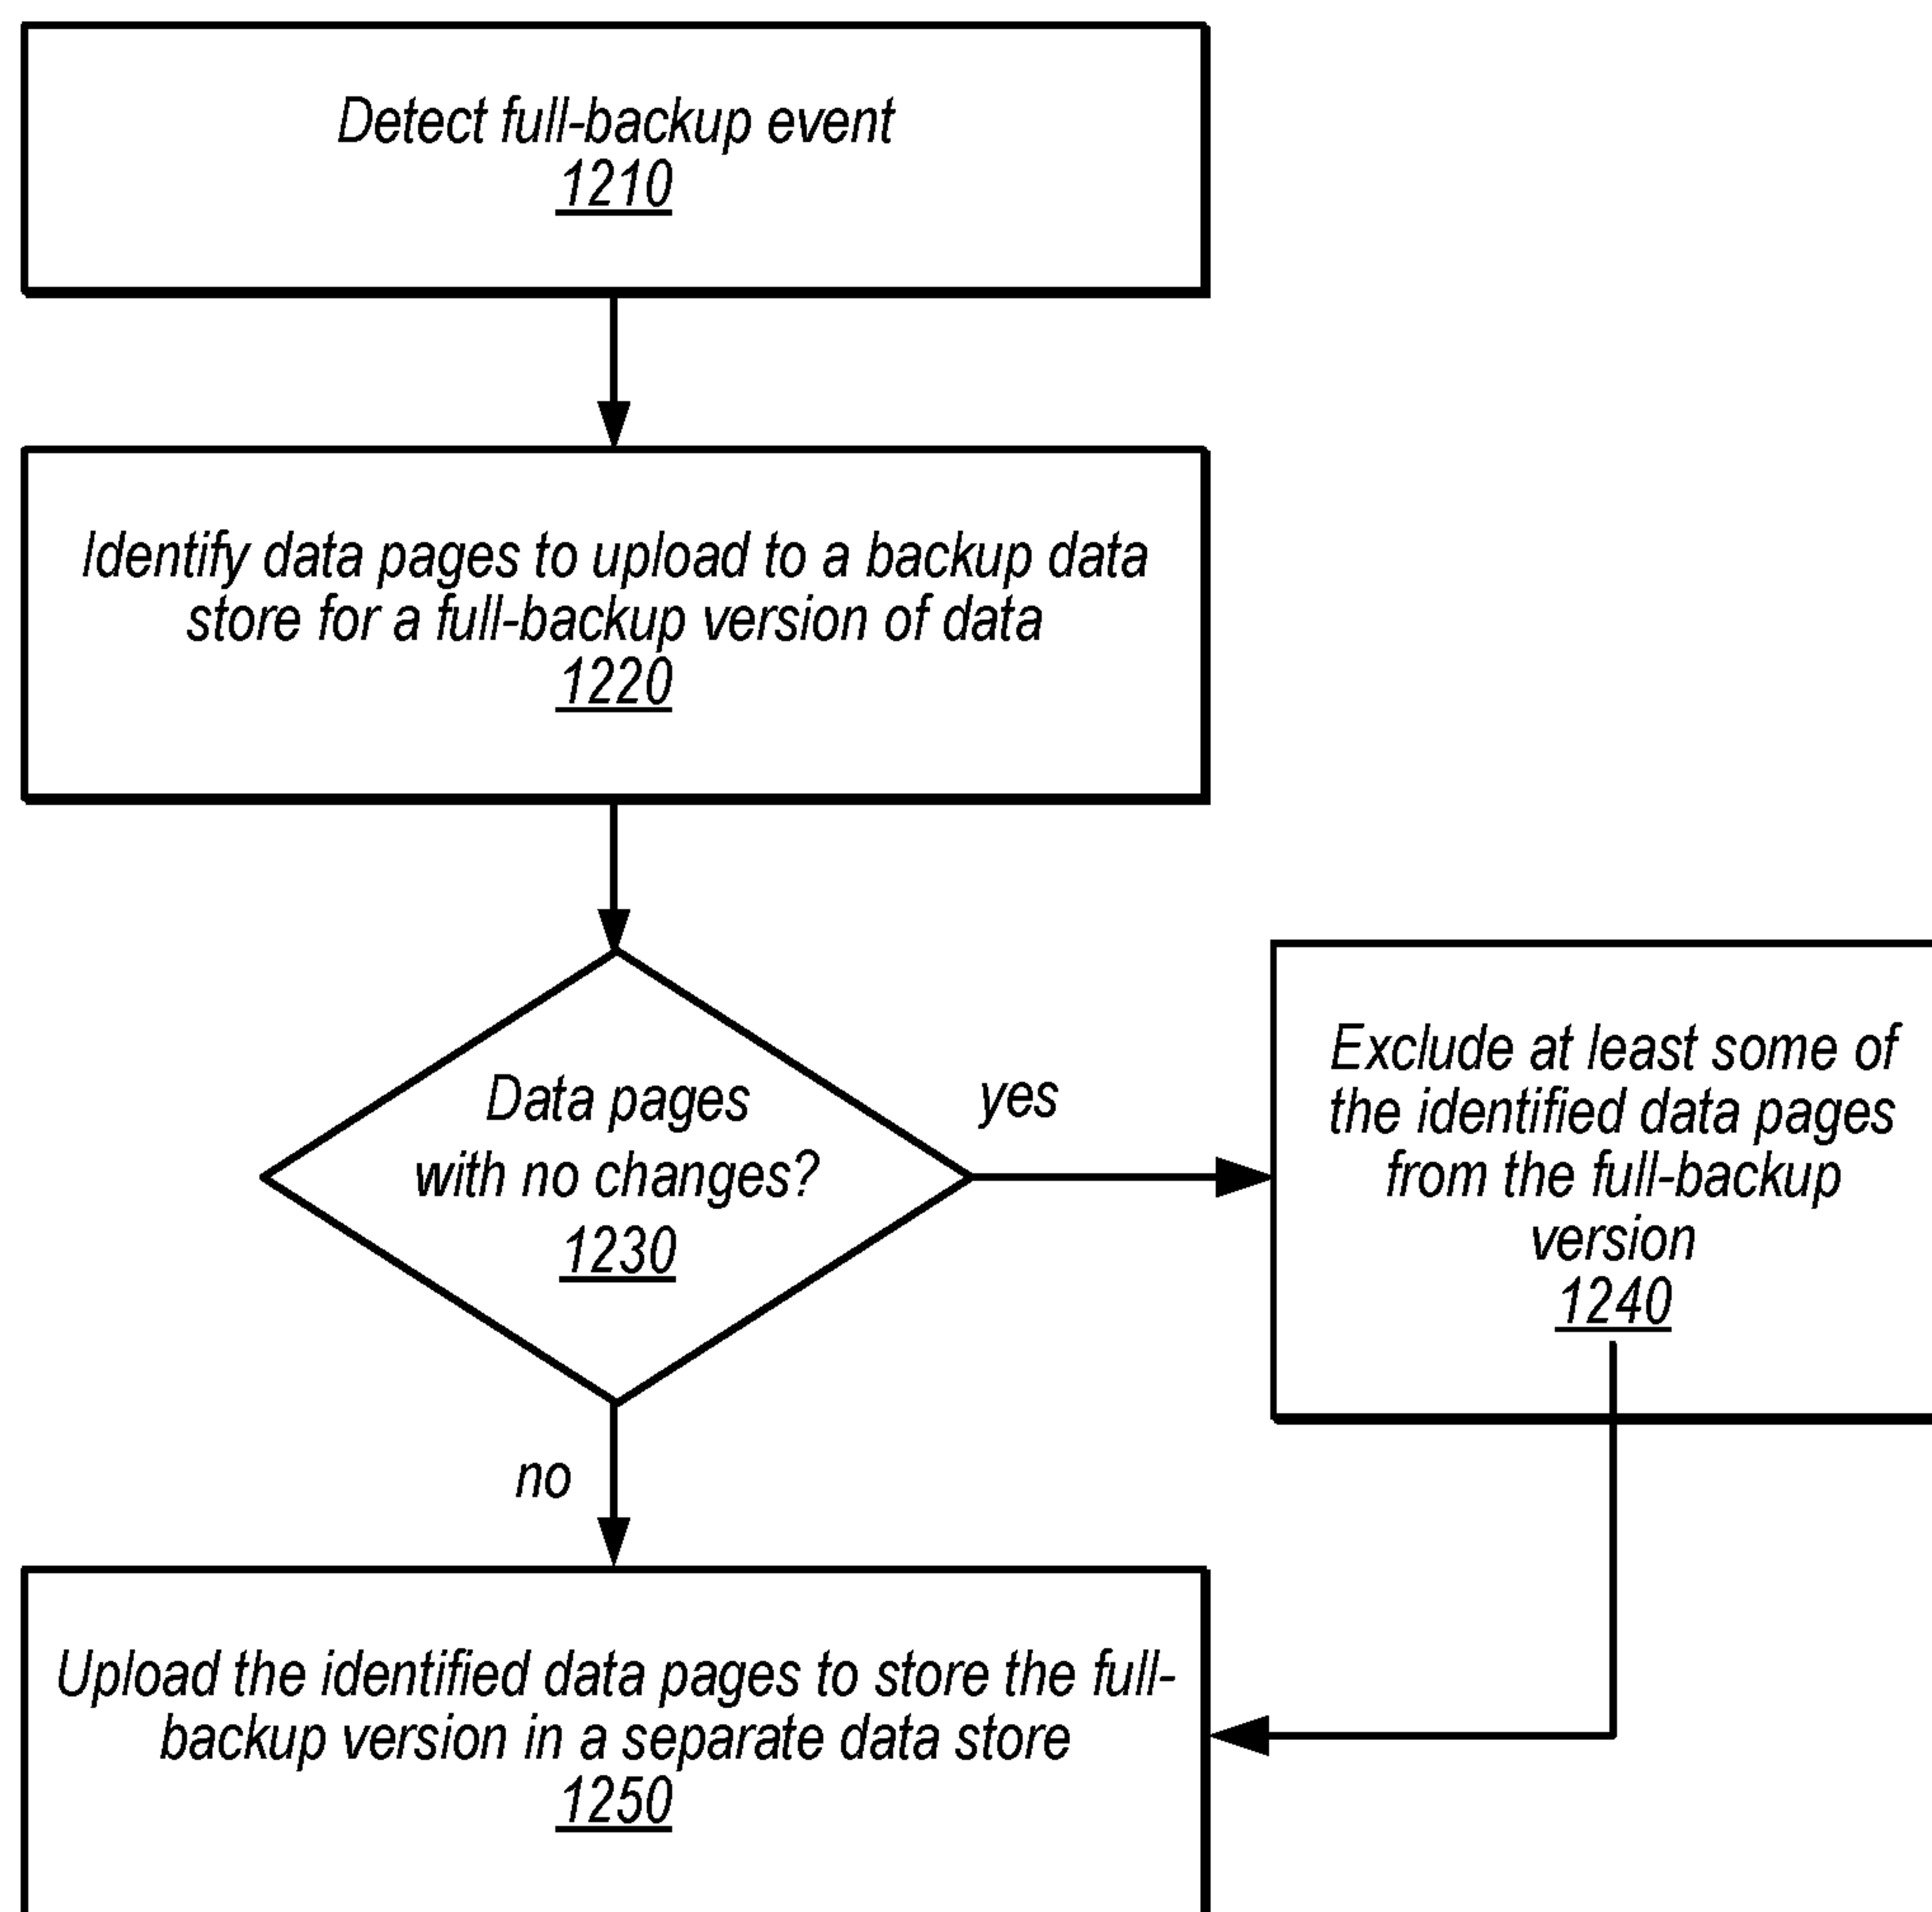 Detect full-backup event
1210
Identify data pages to upload to a backup data
store for a full-backup version of data
1220
Data pages
with no changes?
1230
yes
Exclude at least some of
the identified data pages
from the full-backup
version
1240
no
Upload the identified data pages to store the full-
backup version in a separate data store
1250